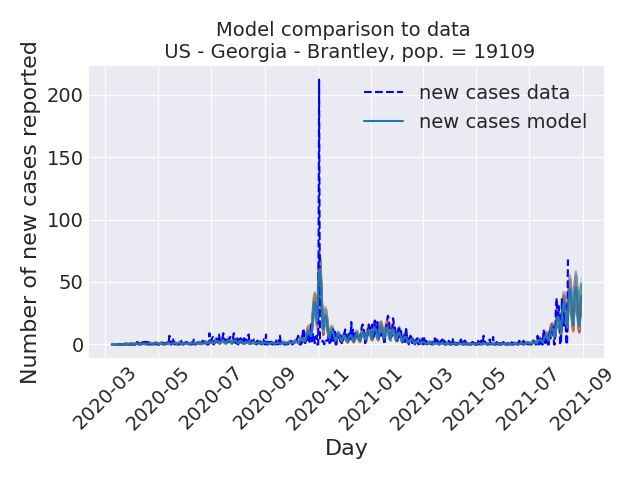 Model comparison to data
US - Georgia - Brantley, pop. = 19109
Number of new cases reported
200
150
100
50
0
new cases data
new cases model
2020-03
2020-05
2020-07
2020-09
2020-11
2021-01
2021-03
2021-05
2021-07
2021-09
Day